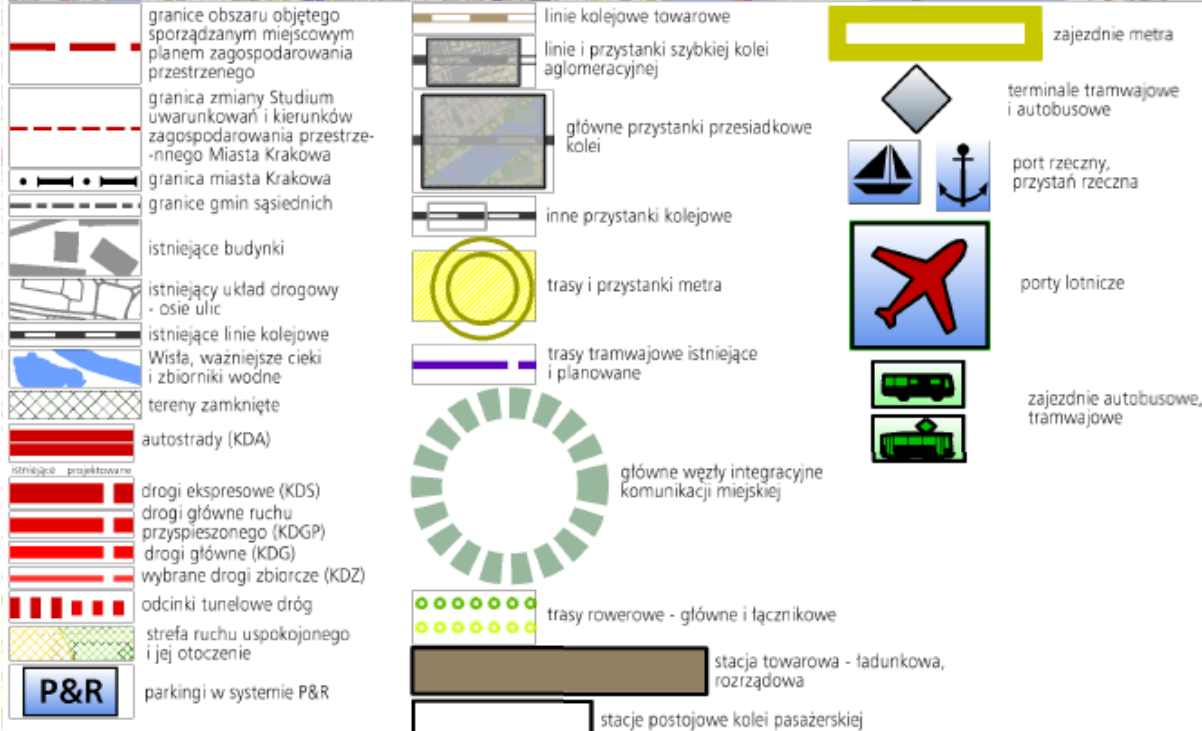 granice obszaru objętego
sporządzanym miejscowym
planem zagospodarowania
przestrzenego
granica zmiany Studium
uwarunkowań i kierunków
zagospodarowania przestrze-
-nnego Miasta Krakowa
granica miasta Krakowa
granice gmin sąsiednich
istniejące budynki
istniejący układ drogowy
- osie ulic
istniejące linie kolejowe
Wisła, ważniejsze cieki
i zbiorniki wodne
tereny zamknięte
autostrady (KDA)
istniejące projektowane
drogi ekspresowe (KDS)
drogi główne ruchu
przyspieszonego (KDGP)
drogi główne (KDG)
wybrane drogi zbiorcze (KDZ)
odcinki tunelowe dróg
strefa ruchu uspokojonego
i jej otoczenie
P&R
parkingi w systemie P&R
linie kolejowe towarowe
linie i przystanki szybkiej kolei
aglomeracyjnej
główne przystanki przesiadkowe
kolei
inne przystanki kolejowe
trasy i przystanki metra
trasy tramwajowe istniejące
i planowane
główne węzły integracyjne
komunikacji miejskiej
trasy rowerowe - główne i łącznikowe
stacja towarowa - ładunkowa,
rozrządowa
stacje postojowe kolei pasażerskiej
zajezdnie metra
terminale tramwajowe
i autobusowe
port rzeczny,
przystań rzeczna
porty lotnicze
zajezdnie autobusowe,
tramwajowe